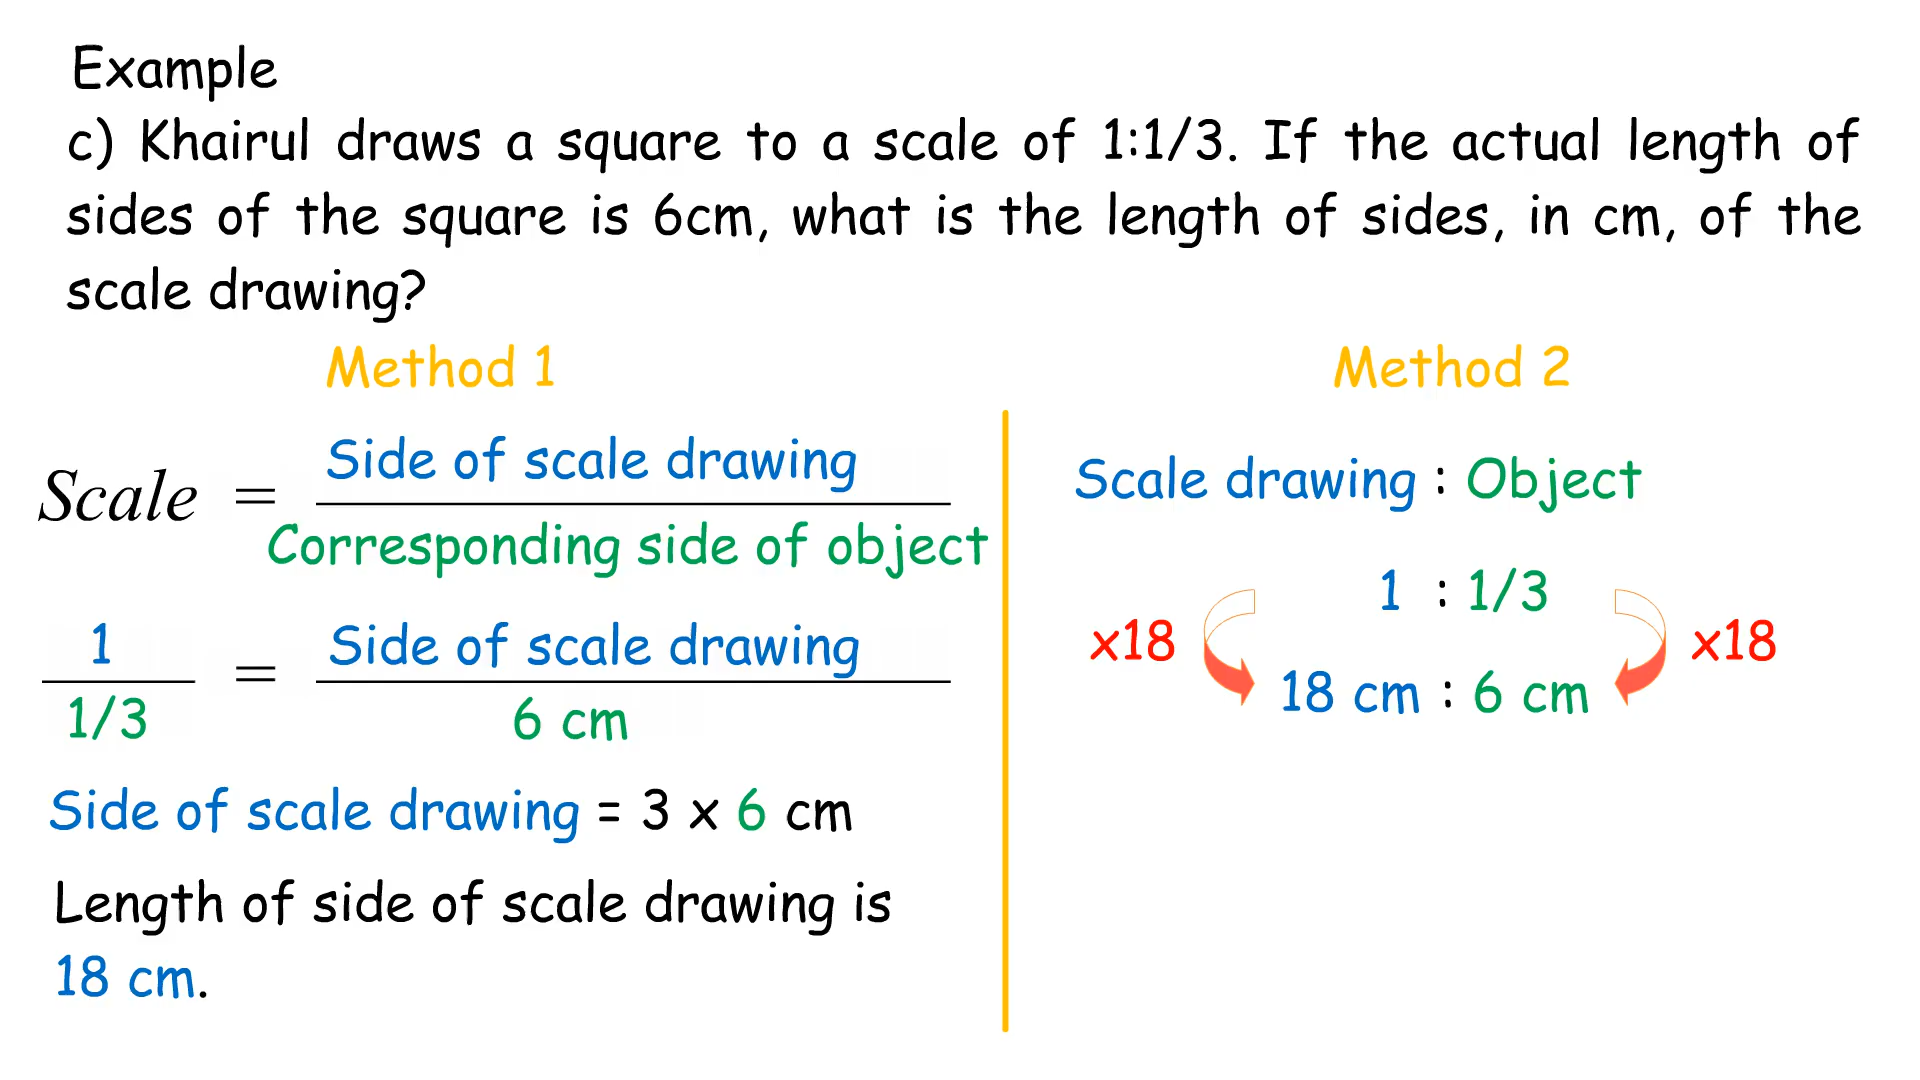 Example
c) Khairul draws a square to a scale of 1:1/3. If the actual length of
sides of the square is 6cm, what is the length of sides, in cm, of the
scale drawing?
Method 1
Scale = Side of scale drawing
Corresponding side of object
1 = Side of scale drawing
1/3 6 cm
Side of scale drawing = 3 x 6 cm
Length of side of scale drawing is
18 cm.
Method 2
Scale drawing : Object
1 : 1/3
x18 x18
18 cm : 6 cm